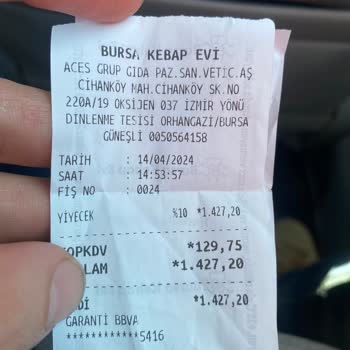 BURSA KEBAP EVİ
ACES GRUP GIDA PAZ.SAN.VETİC.AŞ
CİHANKÖY MAH.CİHANKÖY SK.NO
220A/19 OKSİJEN 037 İZMİR YÖNÜ
DİNLENME TESİSİ ORHANGAZİ/BURSA
GÜNEŞLİ 0050564158
TARİH : 14/04/2024
SAAT : 14:53:57
FİŞ NO : 0024
YİYECEK %10 *1.427,20
*129,75
*1.427,20
*1.427,20
GARANTİ BBVA
************5416